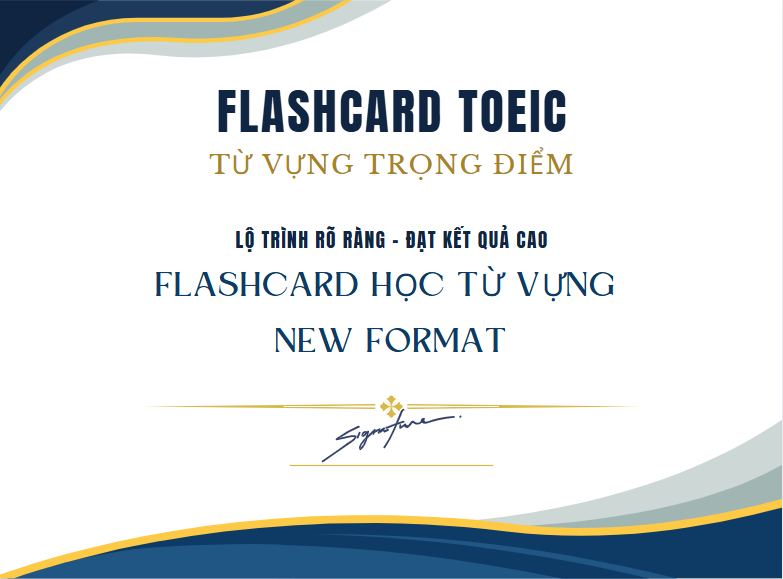 FLASHCARD TOEIC
TỪ VỰNG TRỌNG ĐIỂM
LỘ TRÌNH RÕ RÀNG - ĐẠT KẾT QUẢ CAO
FLASHCARD HỌC TỪ VỰNG
NEW FORMAT
Signature